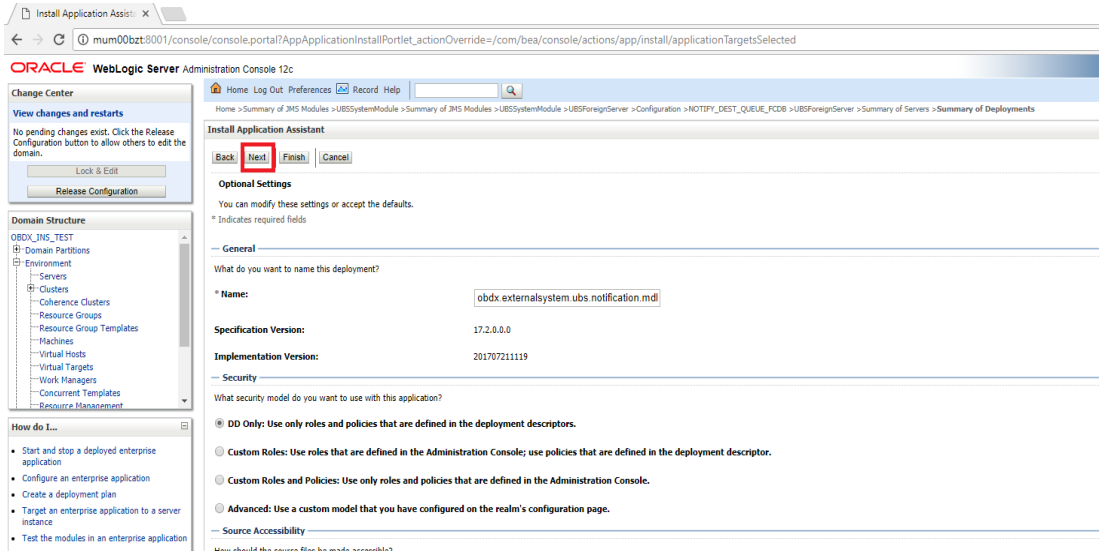 Install Application Assist
mum00bzt:8001/console/console.portal?AppApplicationInstallPortlet_actionOverride=/com/bea/console/actions/app/install/applicationTargetsSelected
ORACLE WebLogic Server Administration Console 12c
Change Center
View changes and restarts
No pending changes exist. Click the Release
Configuration button to allow others to edit the
domain.
Lock & Edit
Release Configuration
Domain Structure
OBDX_INS_TEST
Domain Partitions
Environment
Servers
Clusters
Coherence Clusters
Resource Groups
Resource Group Templates
Machines
Virtual Hosts
Virtual Targets
Work Managers
Concurrent Templates
Resource Management
How do I...
Start and stop a deployed enterprise
application
Configure an enterprise application
Create a deployment plan
Target an enterprise application to a server
instance
Test the modules in an enterprise application
Home Log Out Preferences Record Help
Home >Summary of JMS Modules >UBSSystemModule >Summary of JMS Modules >UBSSystemModule >UBSForeignServer >Configuration >NOTIFY_DEST_QUEUE_FCDB >UBSForeignServer >Summary of Servers >Summary of Deployments
Install Application Assistant
Back Next Finish Cancel
Optional Settings
You can modify these settings or accept the defaults.
* Indicates required fields
General
What do you want to name this deployment?
* Name: obdx.externalsystem.ubs.notification.mdl
Specification Version: 17.2.0.0.0
Implementation Version: 201707211119
Security
What security model do you want to use with this application?
DD Only: Use only roles and policies that are defined in the deployment descriptors.
Custom Roles: Use roles that are defined in the Administration Console; use policies that are defined in the deployment descriptor.
Custom Roles and Policies: Use only roles and policies that are defined in the Administration Console.
Advanced: Use a custom model that you have configured on the realm's configuration page.
Source Accessibility
How should the source files be made accessible?